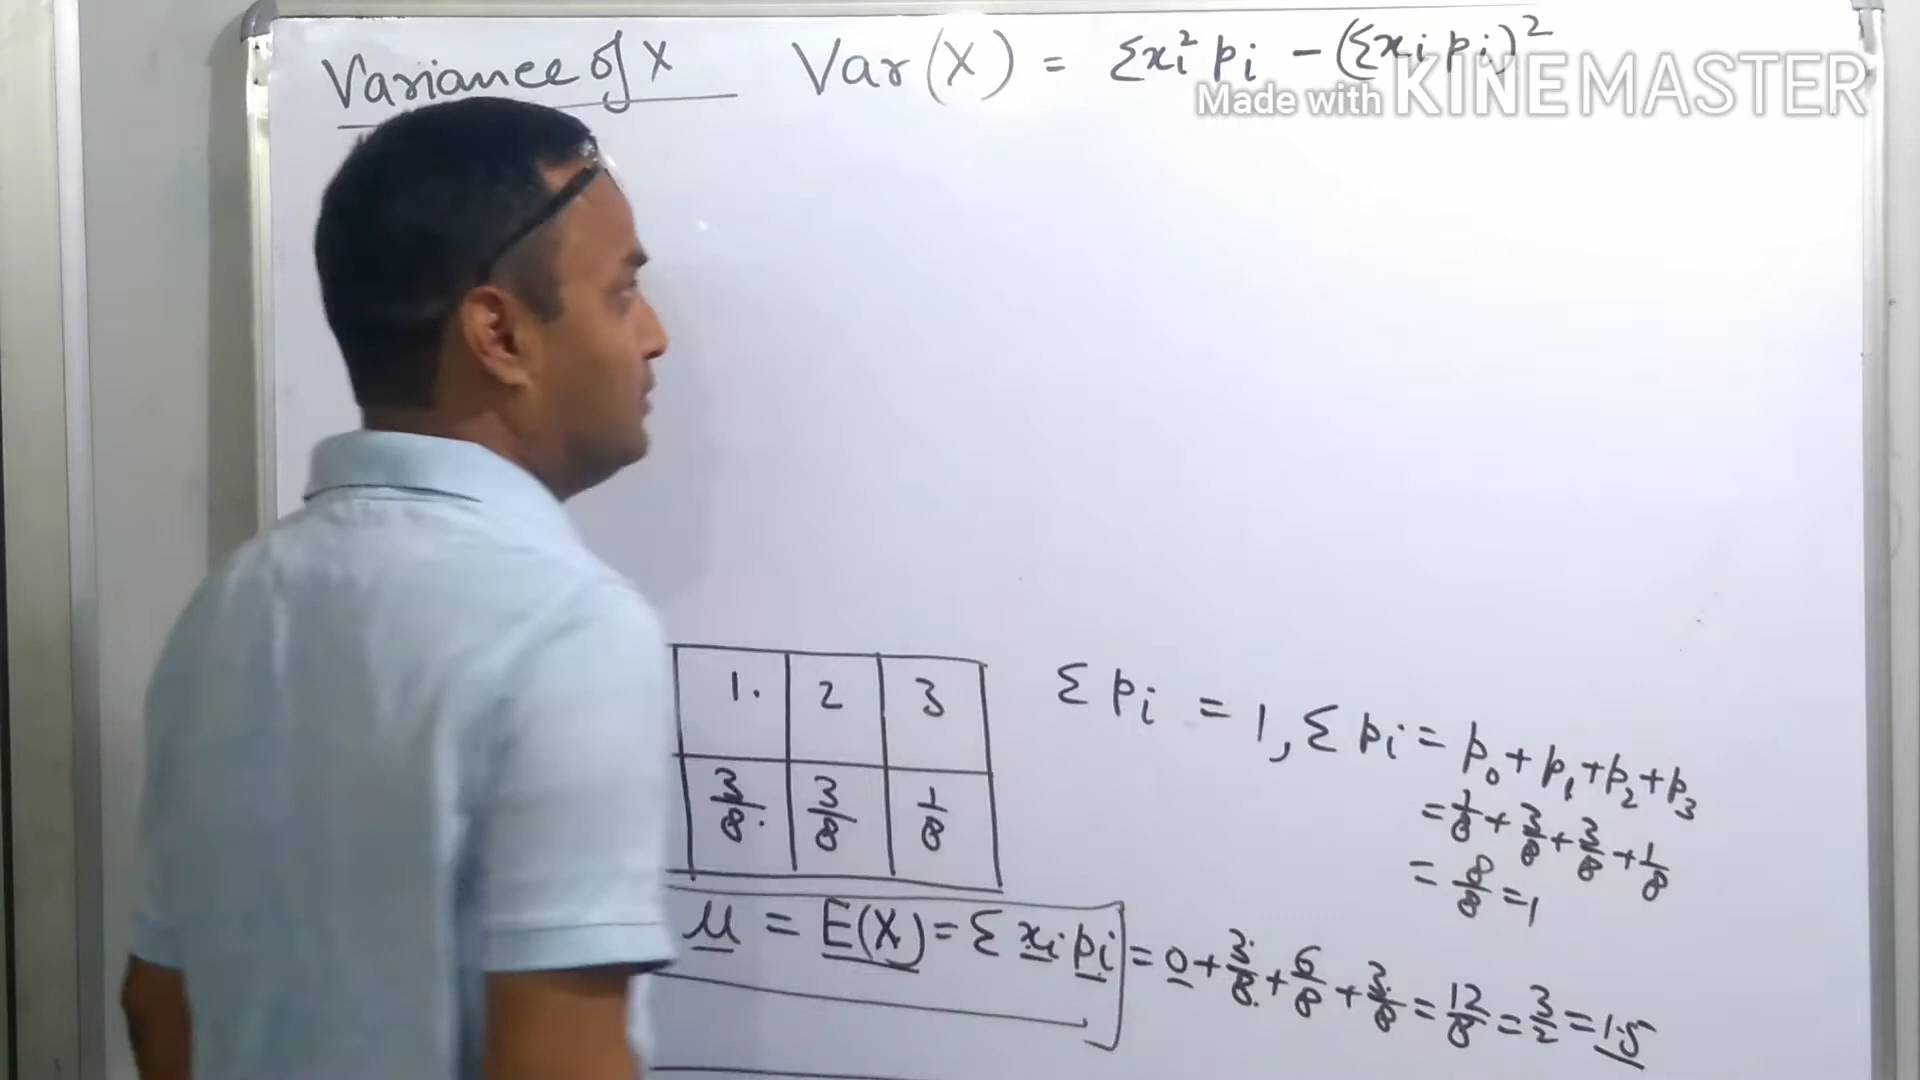 Variance of X Var(X) = Σxi² pi - (Σxi pi)²
Made with KINEMASTER
1. 2 3
3/8. 3/8 1/8
Σ pi = 1, Σ pi = p0 + p1 + p2 + p3
= 1/8 + 3/8 + 3/8 + 1/8
= 8/8 = 1
μ = E(X) = Σ xi pi = 0 + 3/8 + 6/8 + 3/8 = 12/8 = 3/2 = 1.5